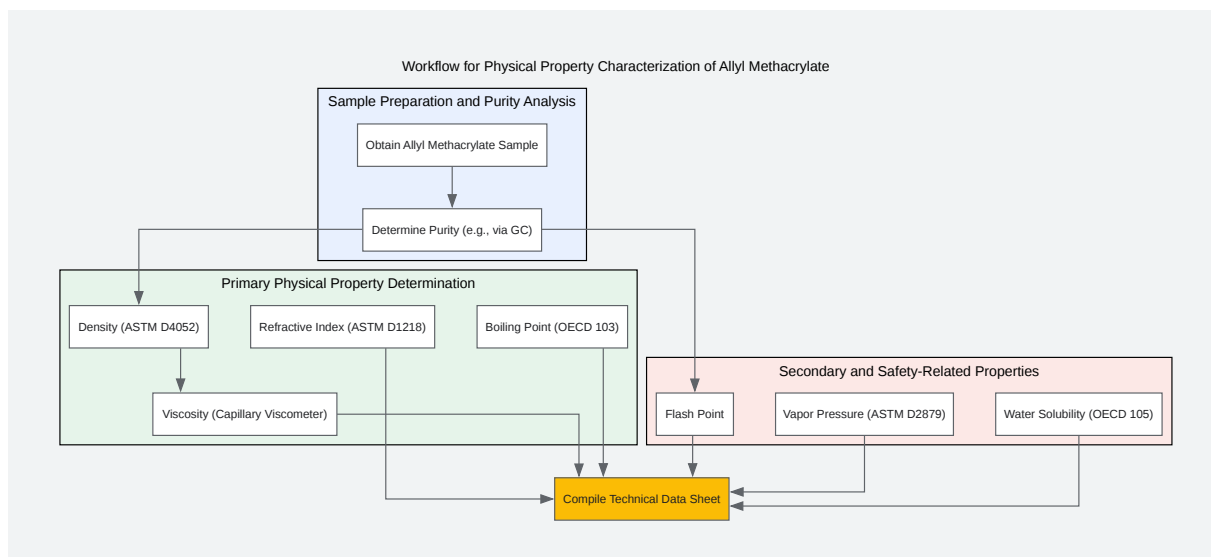 Workflow for Physical Property Characterization of Allyl Methacrylate
Sample Preparation and Purity Analysis
Obtain Allyl Methacrylate Sample
Determine Purity (e.g., via GC)
Primary Physical Property Determination
Density (ASTM D4052)
Refractive Index (ASTM D1218)
Boiling Point (OECD 103)
Viscosity (Capillary Viscometer)
Secondary and Safety-Related Properties
Flash Point
Vapor Pressure (ASTM D2879)
Water Solubility (OECD 105)
Compile Technical Data Sheet